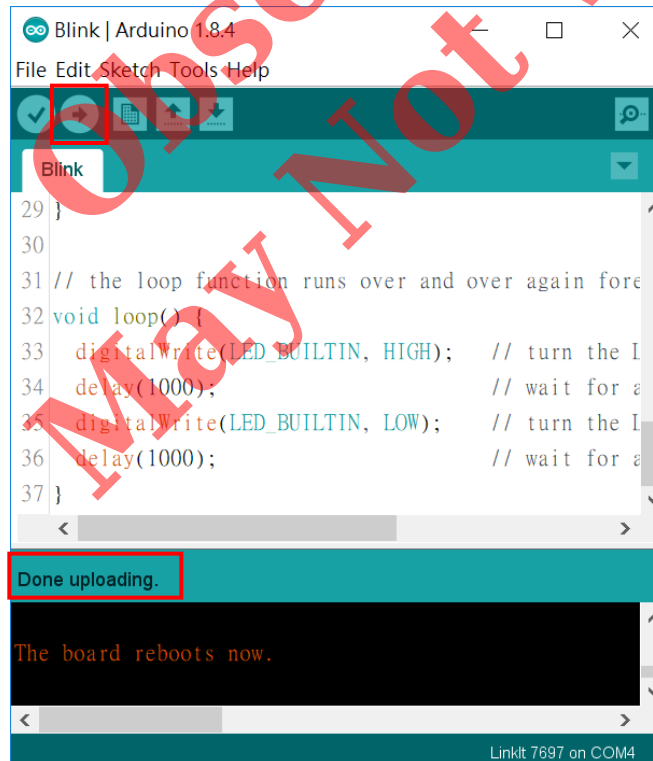 Blink | Arduino 1.8.4
File Edit Sketch Tools Help
Blink
29 }
30
31 // the loop function runs over and over again fore
32 void loop() {
33 digitalWrite(LED_BUILTIN, HIGH); // turn the L
34 delay(1000); // wait for a
35 digitalWrite(LED_BUILTIN, LOW); // turn the L
36 delay(1000); // wait for a
37 }
Done uploading.
The board reboots now.
LinkIt 7697 on COM4
Obso
May Not